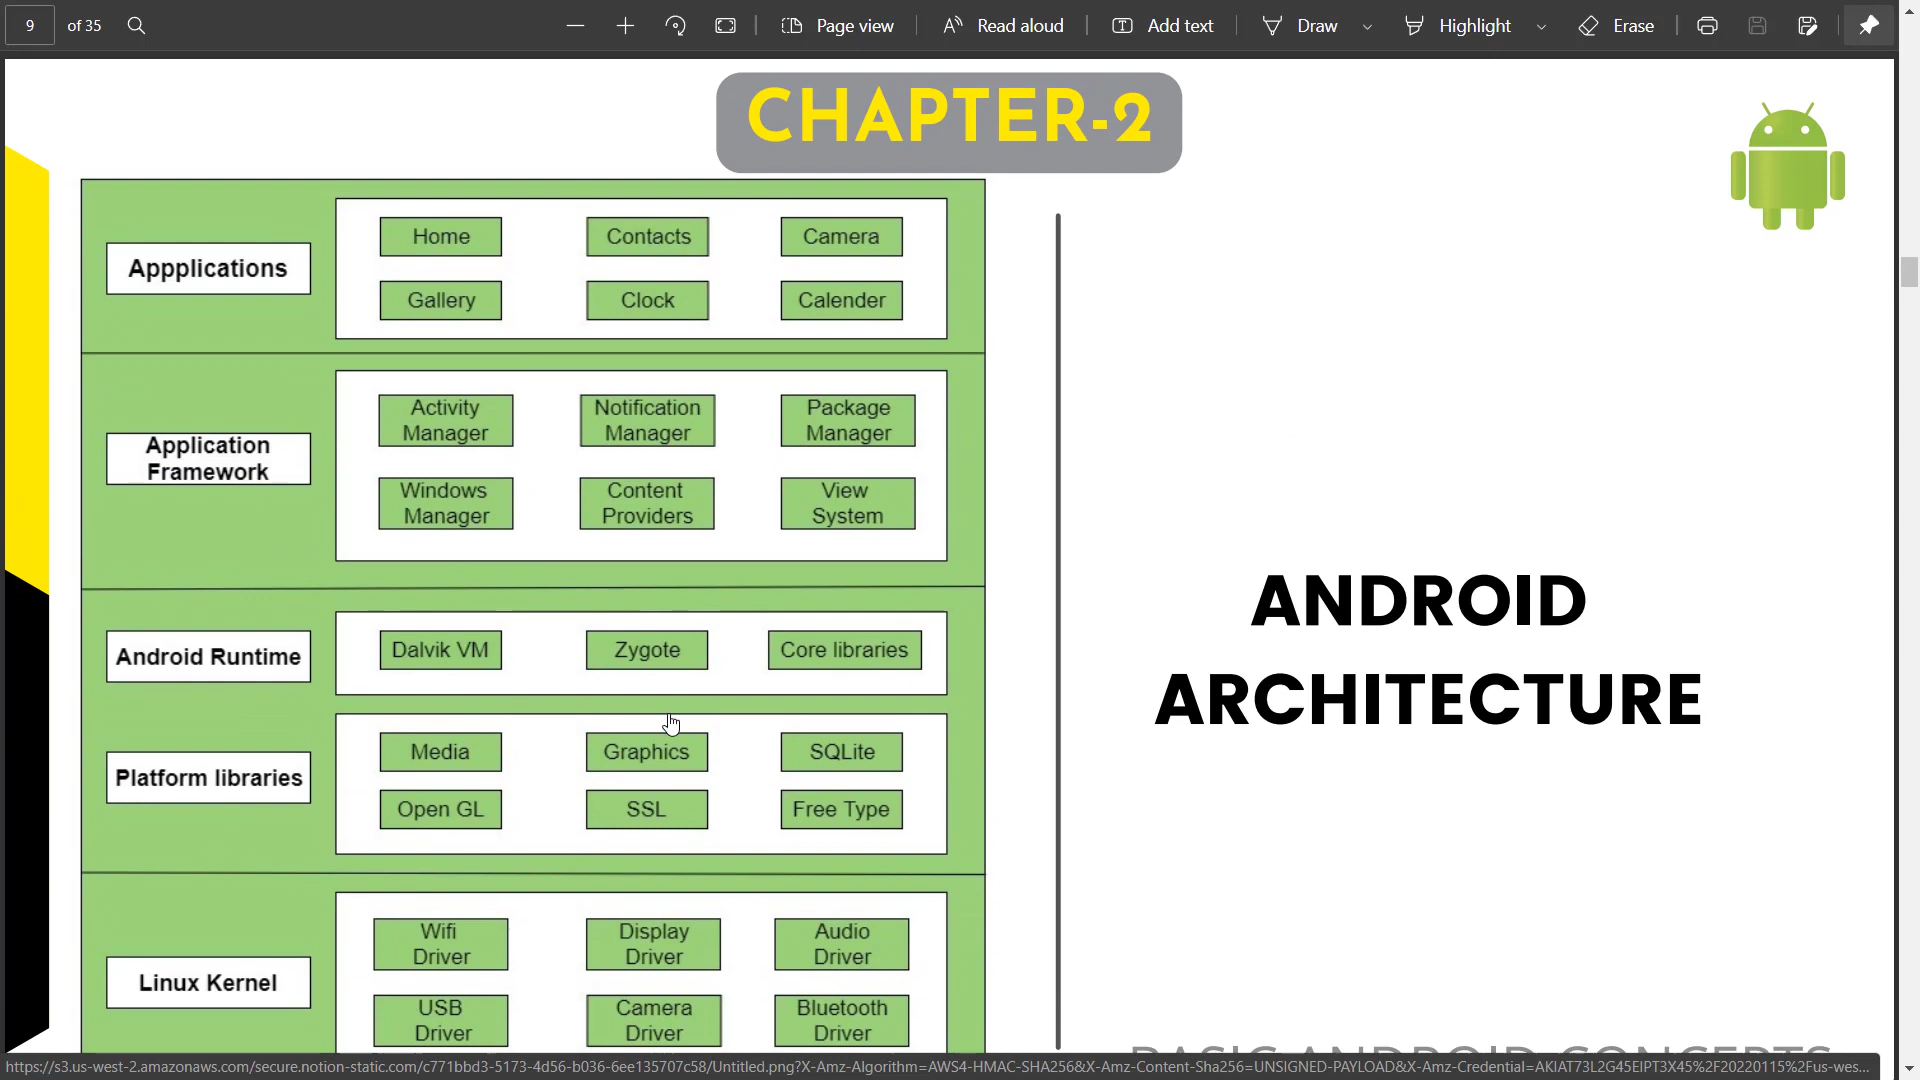 9 of 35 Page view Read aloud Add text Draw Highlight Erase
CHAPTER-2
Appplications
Home Contacts Camera
Gallery Clock Calender
Application
Framework
Activity
Manager
Notification
Manager
Package
Manager
Windows
Manager
Content
Providers
View
System
Android Runtime
Dalvik VM Zygote Core libraries
Platform libraries
Media Graphics SQLite
Open GL SSL Free Type
Linux Kernel
Wifi
Driver
Display
Driver
Audio
Driver
USB
Driver
Camera
Driver
Bluetooth
Driver
ANDROID
ARCHITECTURE
BASIC ANDROID CONCEPTS
https://s3.us-west-2.amazonaws.com/secure.notion-static.com/c771bbd3-5173-4d56-b036-6ee135707c58/Untitled.png?X-Amz-Algorithm=AWS4-HMAC-SHA256&X-Amz-Content-Sha256=UNSIGNED-PAYLOAD&X-Amz-Credential=AKIAT73L2G45EIPT3X45%2F20220115%2Fus-wes...